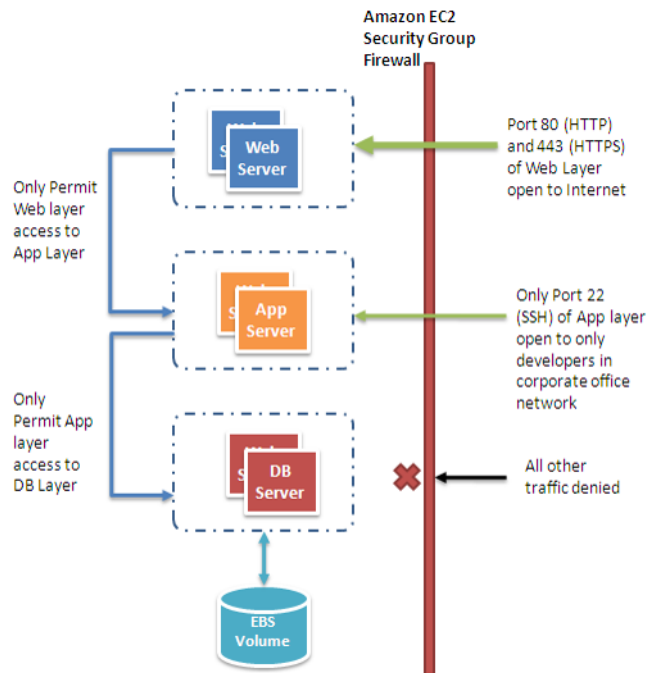 Amazon EC2
Security Group
Firewall
Web
Server
Port 80 (HTTP)
and 443 (HTTPS)
of Web Layer
open to Internet
Only Permit
Web layer
access to
App Layer
App
Server
Only Port 22
(SSH) of App layer
open to only
developers in
corporate office
network
Only
Permit App
layer
access to
DB Layer
DB
Server
All other
traffic denied
EBS
Volume